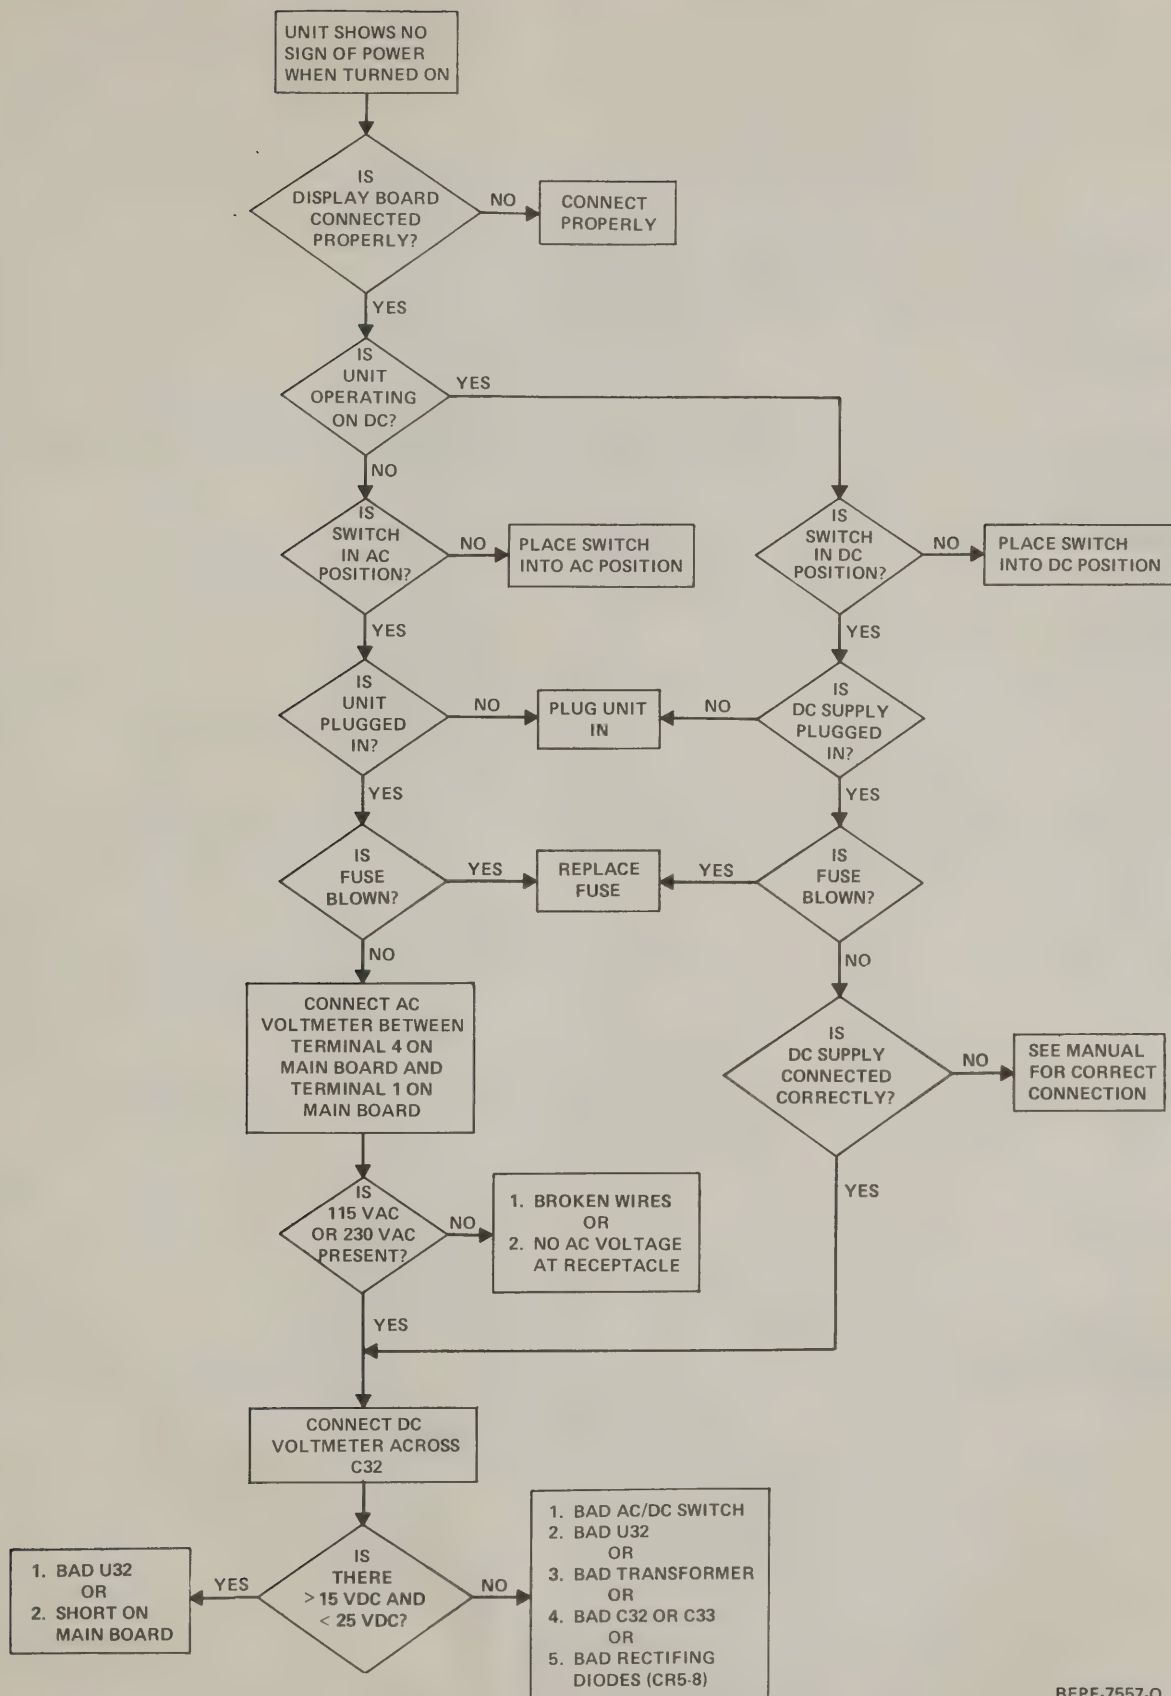 UNIT SHOWS NO
SIGN OF POWER
WHEN TURNED ON
IS
DISPLAY BOARD
CONNECTED
PROPERLY?
NO
CONNECT
PROPERLY
YES
IS
UNIT
OPERATING
ON DC?
YES
NO
IS
SWITCH
IN AC
POSITION?
NO
PLACE SWITCH
INTO AC POSITION
IS
SWITCH
IN DC
POSITION?
NO
PLACE SWITCH
INTO DC POSITION
YES
YES
IS
UNIT
PLUGGED
IN?
NO
PLUG UNIT
IN
NO
IS
DC SUPPLY
PLUGGED
IN?
YES
YES
IS
FUSE
BLOWN?
YES
REPLACE
FUSE
YES
IS
FUSE
BLOWN?
NO
NO
CONNECT AC
VOLTMETER BETWEEN
TERMINAL 4 ON
MAIN BOARD AND
TERMINAL 1 ON
MAIN BOARD
IS
DC SUPPLY
CONNECTED
CORRECTLY?
NO
SEE MANUAL
FOR CORRECT
CONNECTION
YES
IS
115 VAC
OR 230 VAC
PRESENT?
NO
1. BROKEN WIRES
OR
2. NO AC VOLTAGE
AT RECEPTACLE
YES
CONNECT DC
VOLTMETER ACROSS
C32
IS
THERE
> 15 VDC AND
< 25 VDC?
YES
1. BAD U32
OR
2. SHORT ON
MAIN BOARD
NO
1. BAD AC/DC SWITCH
2. BAD U32
OR
3. BAD TRANSFORMER
OR
4. BAD C32 OR C33
OR
5. BAD RECTIFING
DIODES (CR5-8)
BEPE-7557-O